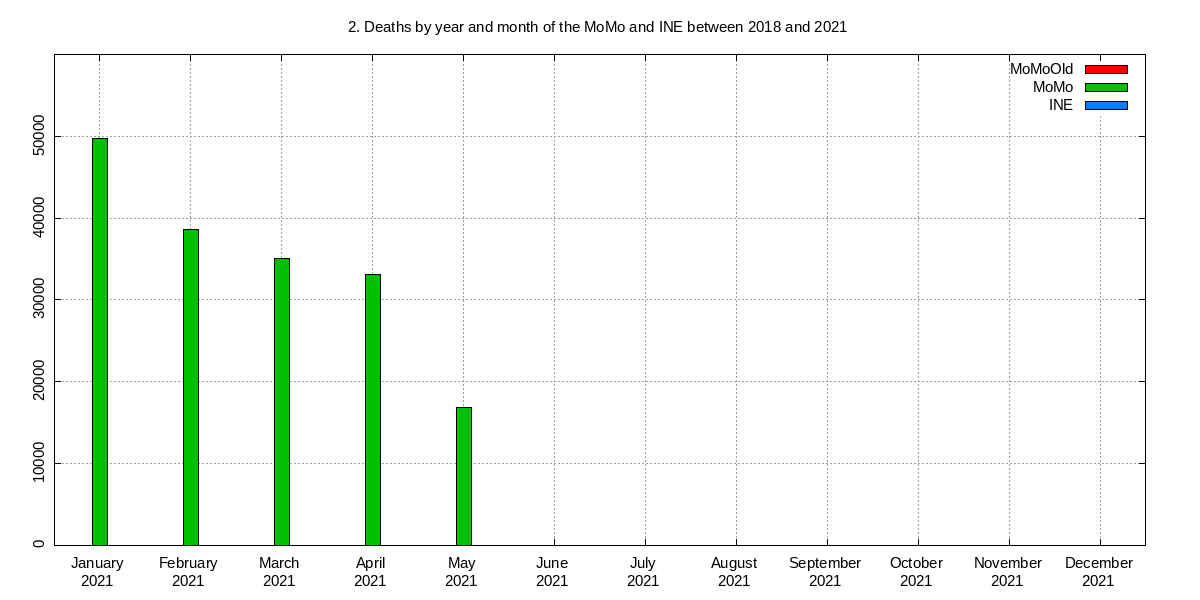 2. Deaths by year and month of the MoMo and INE between 2018 and 2021
MoMoOld
MoMo
INE
50000
40000
30000
20000
10000
0
January February March April May June July August September October November December
2021 2021 2021 2021 2021 2021 2021 2021 2021 2021 2021 2021